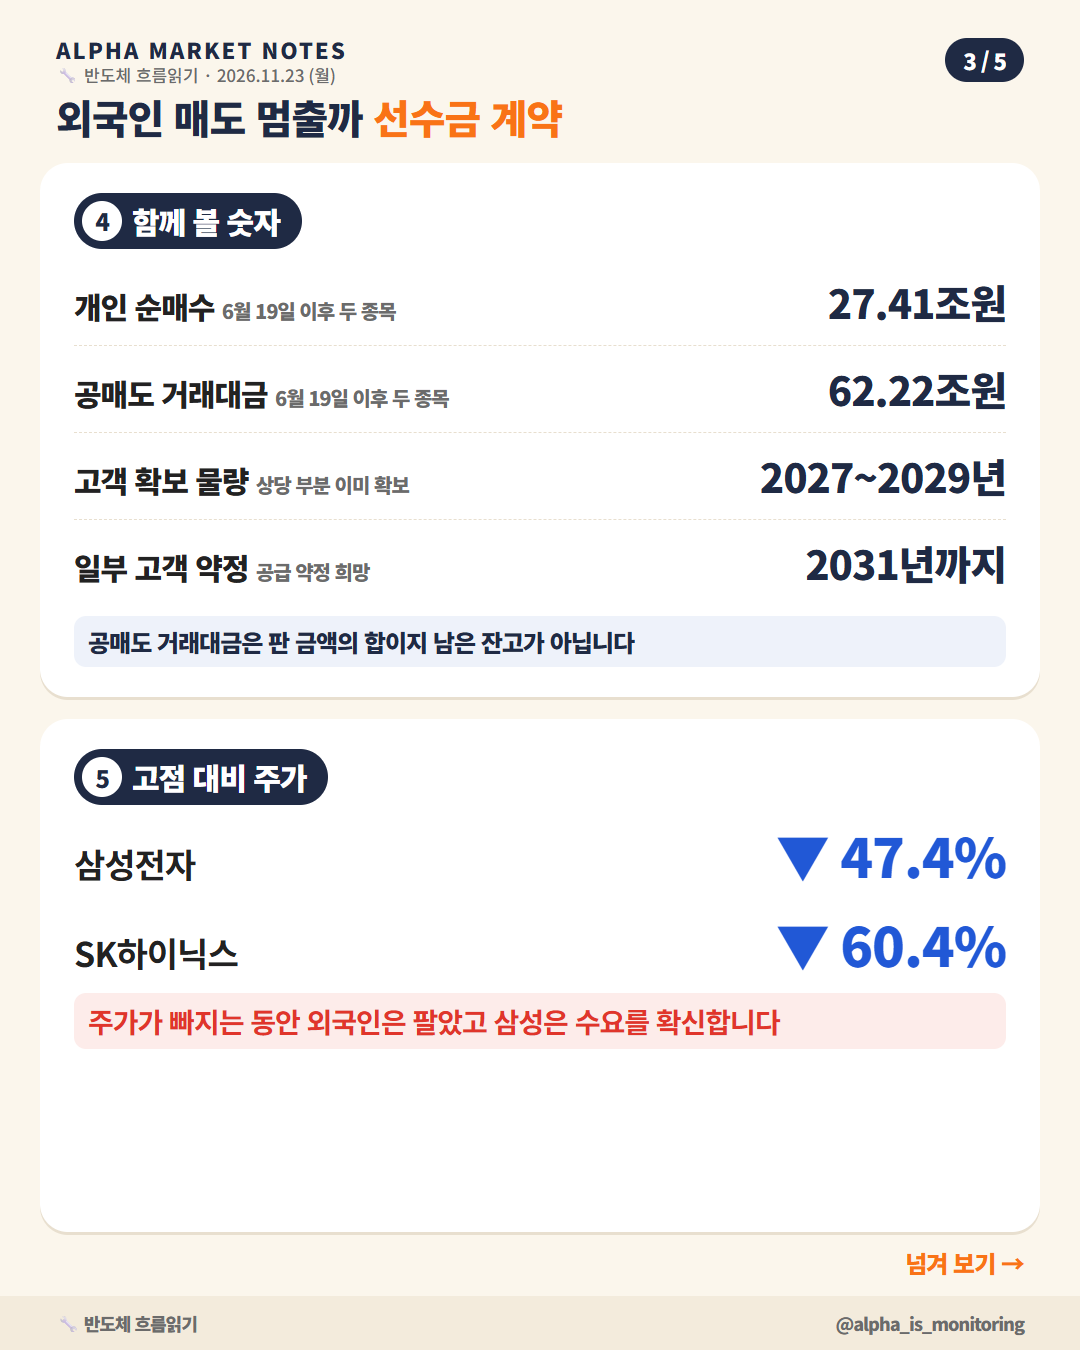 ALPHA MARKET NOTES
반도체 흐름읽기 · 2026.11.23 (월)
3 / 5
외국인 매도 멈출까 선수금 계약
4 함께 볼 숫자
개인 순매수 6월 19일 이후 두 종목 27.41조원
공매도 거래대금 6월 19일 이후 두 종목 62.22조원
고객 확보 물량 상당 부분 이미 확보 2027~2029년
일부 고객 약정 공급 약정 희망 2031년까지
공매도 거래대금은 판 금액의 합이지 남은 잔고가 아닙니다
5 고점 대비 주가
삼성전자 ▼ 47.4%
SK하이닉스 ▼ 60.4%
주가가 빠지는 동안 외국인은 팔았고 삼성은 수요를 확신합니다
넘겨 보기 →
반도체 흐름읽기
@alpha_is_monitoring